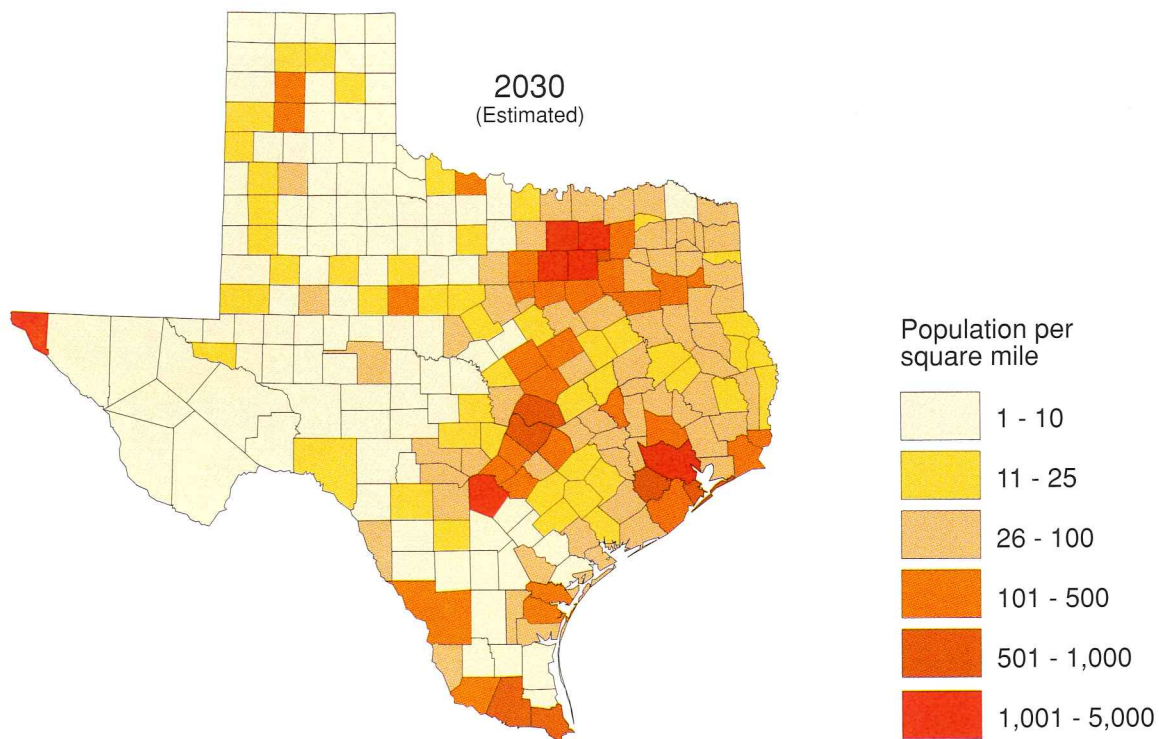 2030
(Estimated)
Population per
square mile
1 - 10
11 - 25
26 - 100
101 - 500
501 - 1,000
1,001 - 5,000